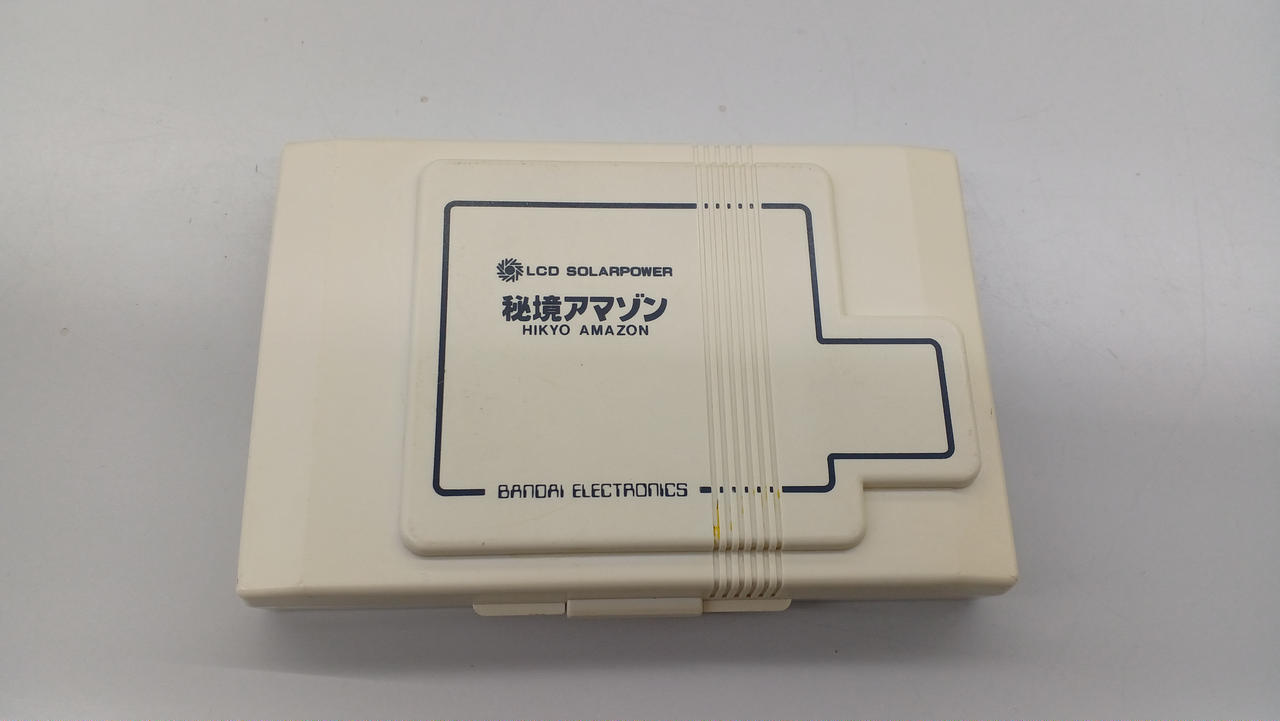 LCD SOLARPOWER
秘境アマゾン
HIKYO AMAZON
BANDAI ELECTRONICS